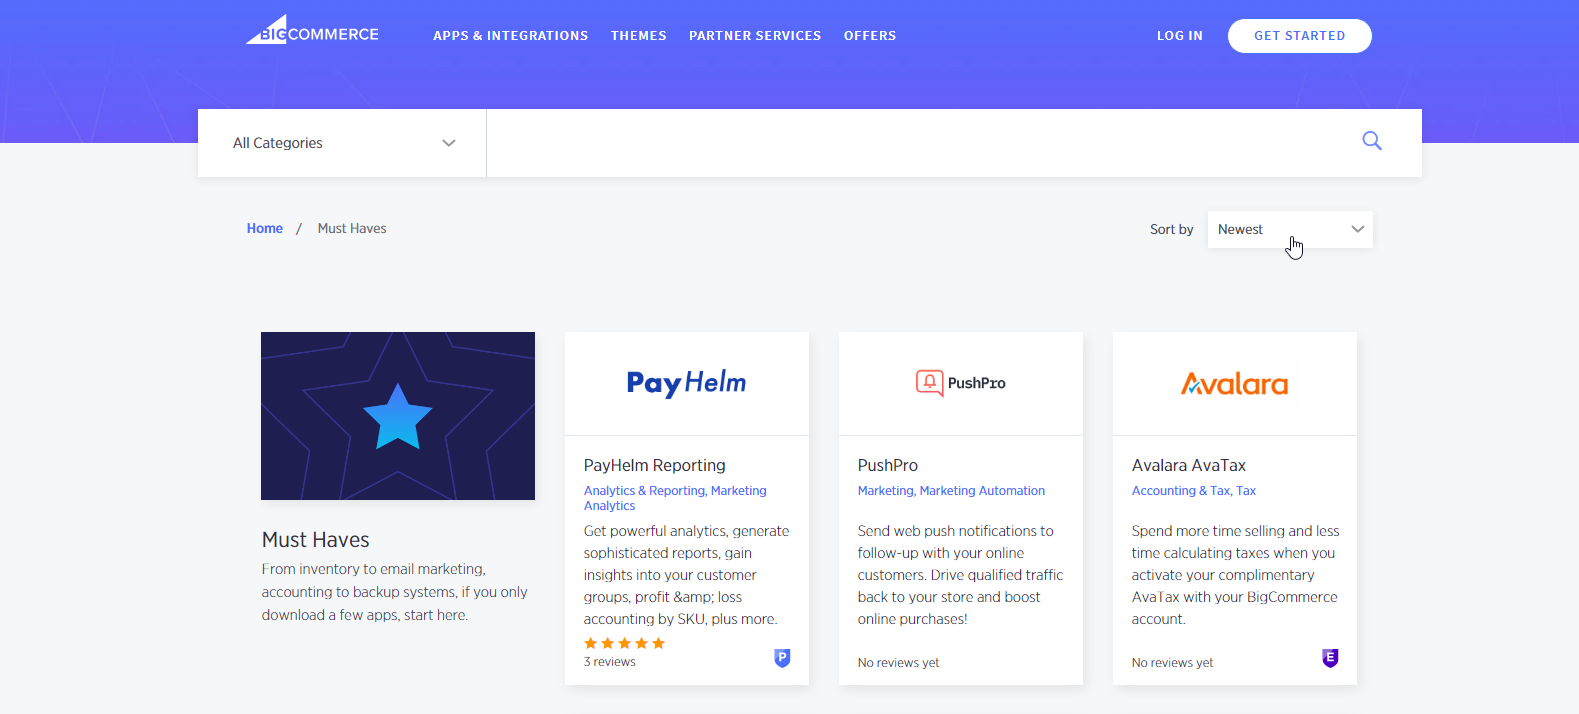 BIGCOMMERCE
APPS & INTEGRATIONS THEMES PARTNER SERVICES OFFERS
LOG IN GET STARTED
All Categories
Home / Must Haves
Sort by Newest
Must Haves
From inventory to email marketing,
accounting to backup systems, if you only
download a few apps, start here.
PayHelm
PayHelm Reporting
Analytics & Reporting, Marketing
Analytics
Get powerful analytics, generate
sophisticated reports, gain
insights into your customer
groups, profit &amp; loss
accounting by SKU, plus more.
3 reviews
P
PushPro
PushPro
Marketing, Marketing Automation
Send web push notifications to
follow-up with your online
customers. Drive qualified traffic
back to your store and boost
online purchases!
No reviews yet
Avalara
Avalara AvaTax
Accounting & Tax, Tax
Spend more time selling and less
time calculating taxes when you
activate your complimentary
AvaTax with your BigCommerce
account.
No reviews yet
E